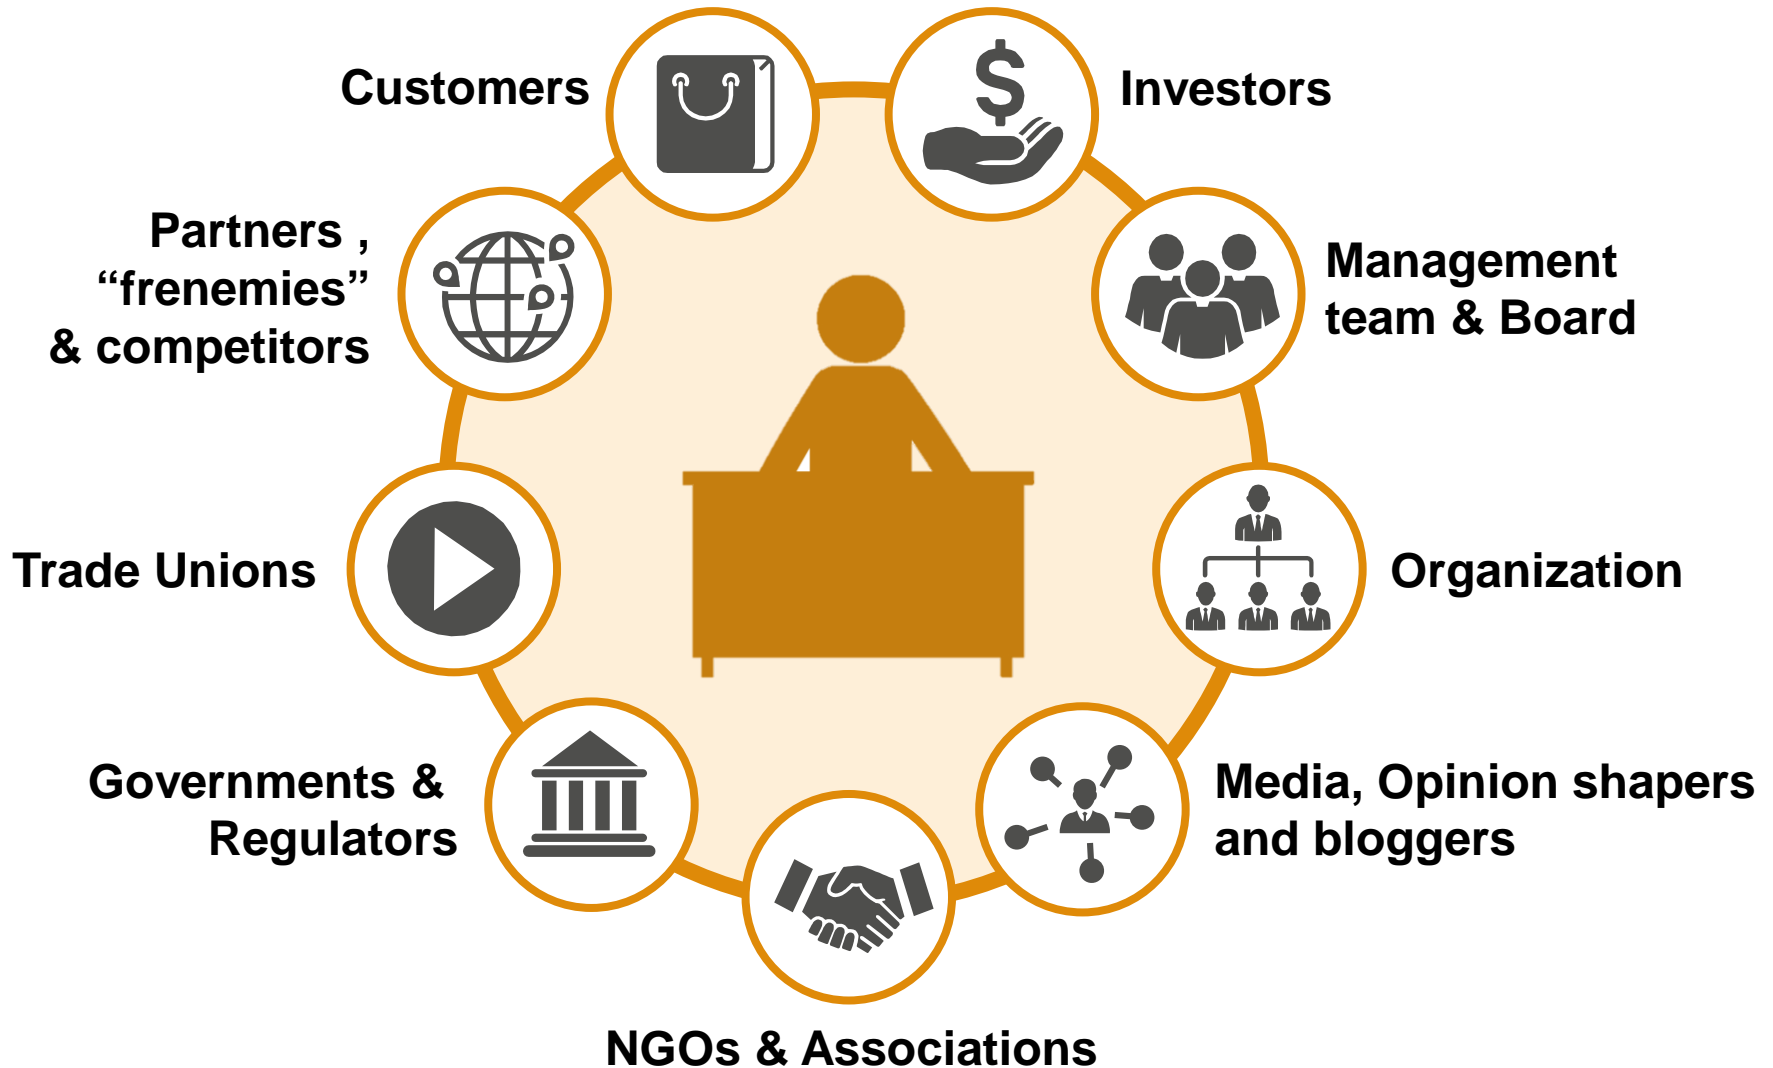 Customers
Investors
Partners ,
“frenemies”
& competitors
Management
team & Board
Trade Unions
Organization
Governments &
Regulators
Media, Opinion shapers
and bloggers
NGOs & Associations